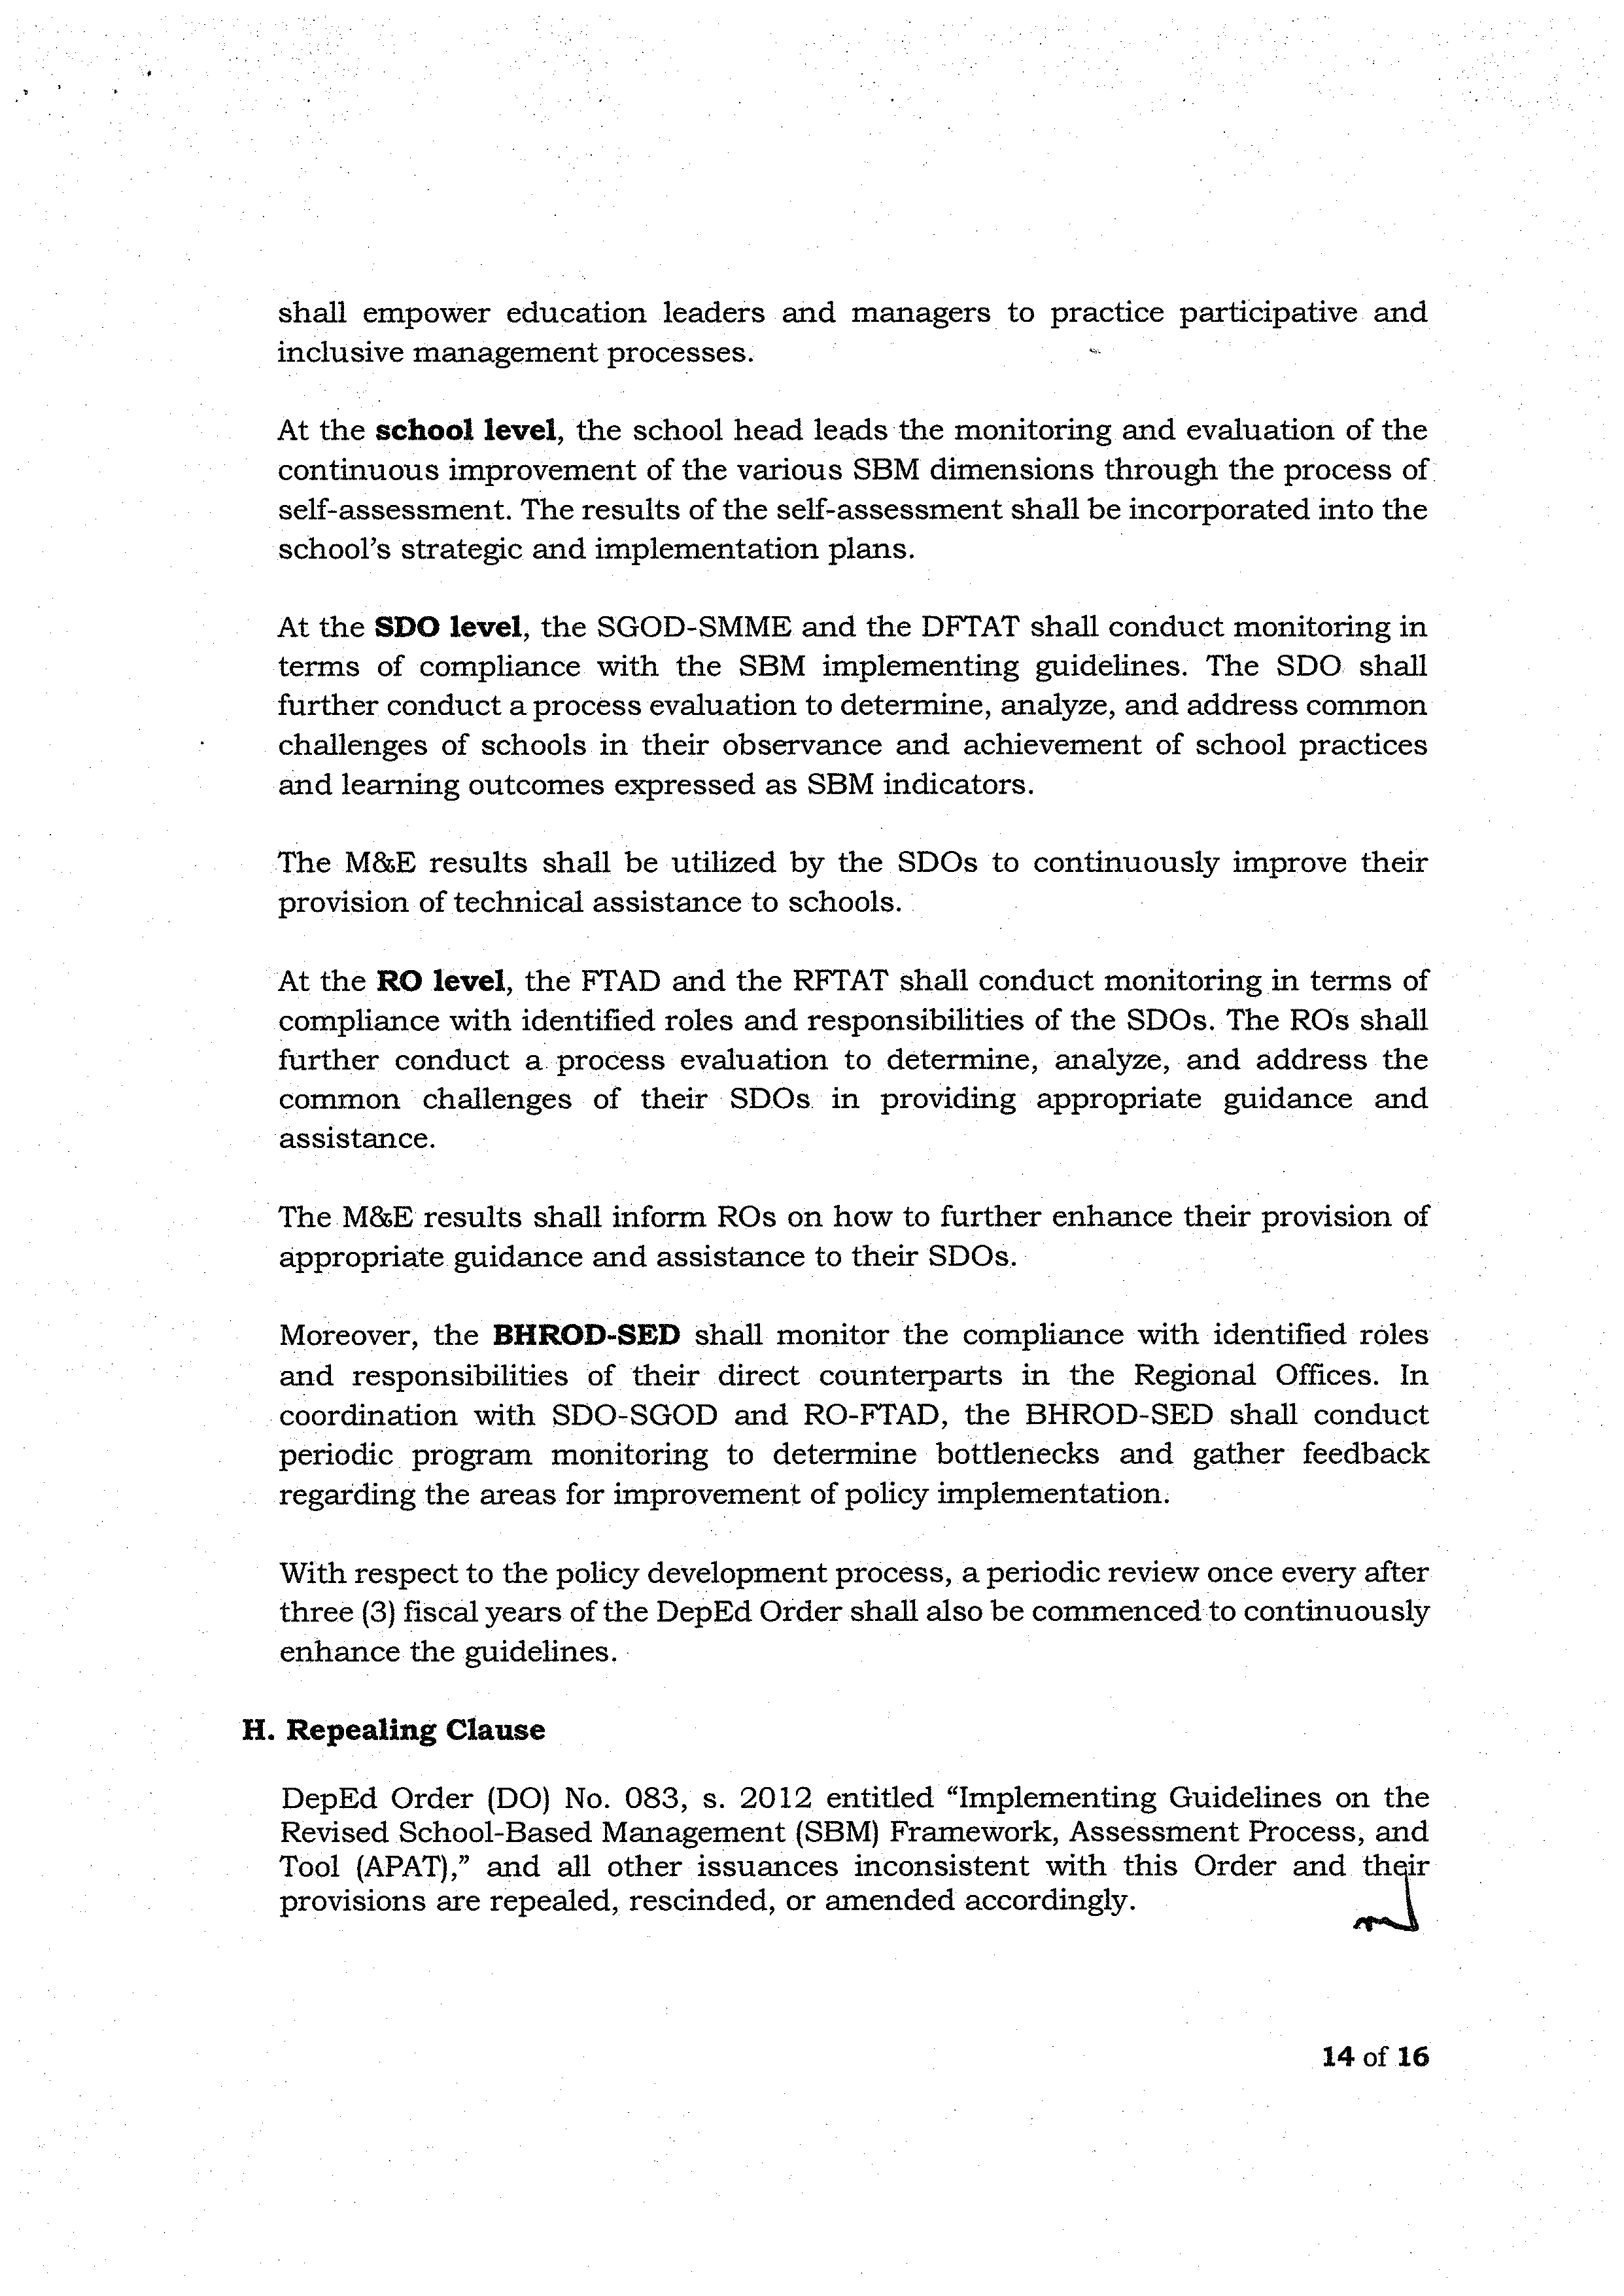 shall empower education leaders and managers to practice participative and
inclusive management processes.
At the school level, the school head leads the monitoring and evaluation of the
continuous improvement of the various SBM dimensions through the process of
self-assessment. The results of the self-assessment shall be incorporated into the
school's strategic and implementation plans.
At the SDO level, the SGOD-SMME and the DFTAT shall conduct monitoring in
terms of compliance with the SBM implementing guidelines. The SDO shall
further conduct a process evaluation to determine, analyze, and address common
challenges of schools in their observance and achievement of school practices
and learning outcomes expressed as SBM indicators.
The M&E results shall be utilized by the SDOs to continuously improve their
provision of technical assistance to schools.
At the RO level, the FTAD and the RFTAT shall conduct monitoring in terms of
compliance with identified roles and responsibilities of the SDOs. The ROs shall
further conduct a process evaluation to determine, analyze, and address the
common challenges of their SDOs in providing appropriate guidance and
assistance.
The M&E results shall inform ROs on how to further enhance their provision of
appropriate guidance and assistance to their SDOs.
Moreover, the BHROD-SED shall monitor the compliance with identified roles
and responsibilities of their direct counterparts in the Regional Offices. In
coordination with SDO-SGOD and RO-FTAD, the BHROD-SED shall conduct
periodic program monitoring to determine bottlenecks and gather feedback
regarding the areas for improvement of policy implementation.
With respect to the policy development process, a periodic review once every after
three (3) fiscal years of the DepEd Order shall also be commenced to continuously
enhance the guidelines.
H. Repealing Clause
DepEd Order (DO) No. 083, s. 2012 entitled “Implementing Guidelines on the
Revised School-Based Management (SBM) Framework, Assessment Process, and
Tool (APAT),” and all other issuances inconsistent with this Order and their
provisions are repealed, rescinded, or amended accordingly.
14 of 16